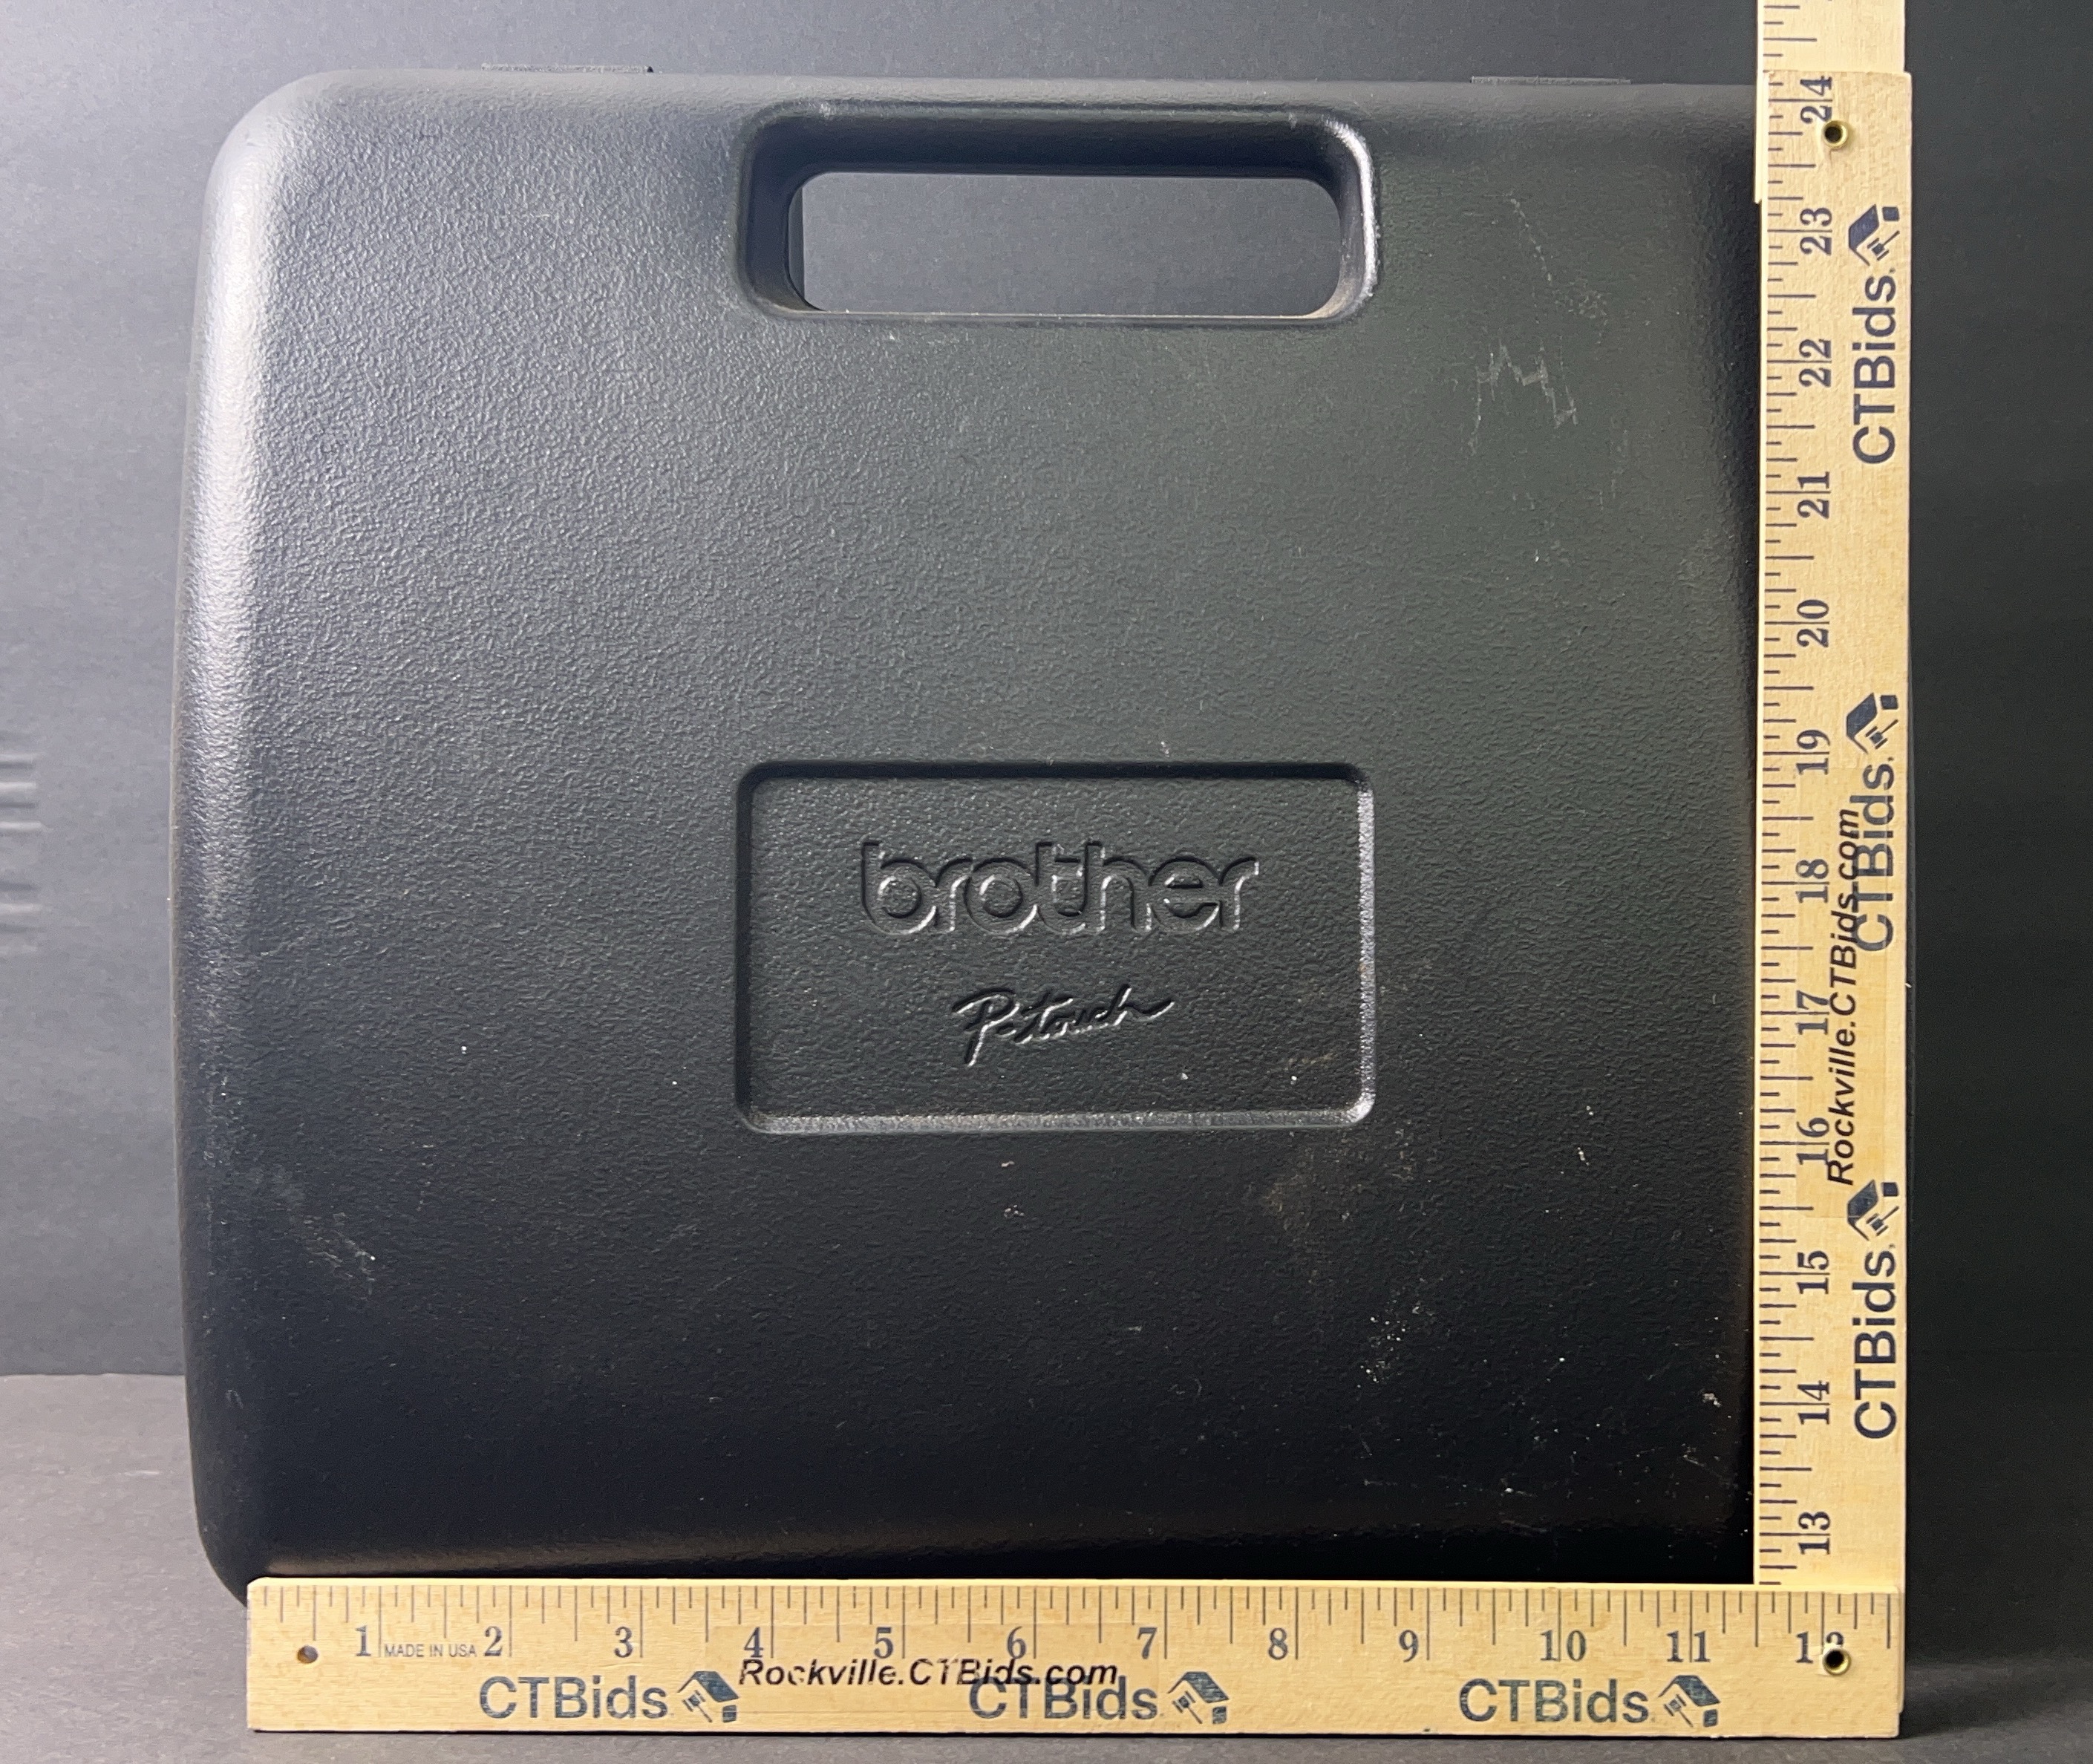 brother
P-touch
24
23
22
21
20
19
18
17
16
15
14
13
CTBids.
CTBids.
CTBids.
Rockville.CTBids.com
1 MADE IN USA 2 3 4 5 6 7 8 9 10 11 12
Rockville.CTBids.com
CTBids
CTBids
CTBids